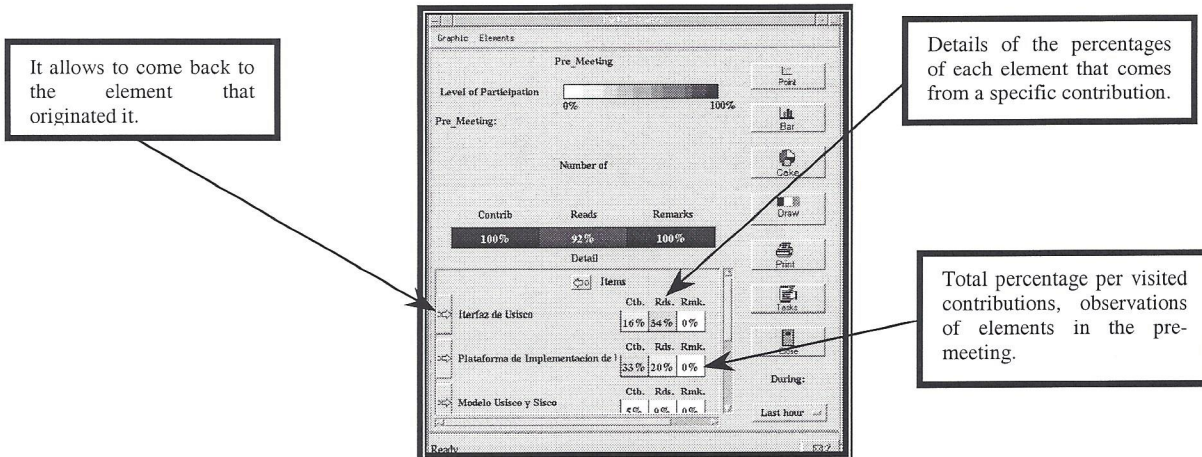 It allows to come back to
the element that
originated it.
Graphic Elements
Pre_Meeting
Level of Participation
0% 100%
Pre_Meeting:
Number of
Contrib Reads Remarks
100% 92% 100%
Detail
Items
Ctb. Rds. Rmk.
Iterfaz de Usisco
16% 34% 0%
Ctb. Rds. Rmk.
Plataforma de Implementacion de
33% 20% 0%
Ctb. Rds. Rmk.
Modelo Usisco y Sisco
5% 9% 0%
Ready
Point
Bar
Cake
Draw
Print
Tasks
Close
During:
Last hour
Details of the percentages
of each element that comes
from a specific contribution.
Total percentage per visited
contributions, observations
of elements in the pre-
meeting.